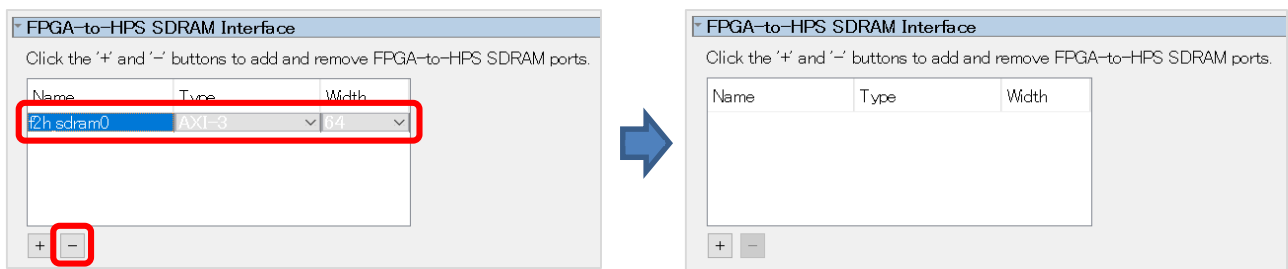 FPGA-to-HPS SDRAM Interface
Click the '+' and '-' buttons to add and remove FPGA-to-HPS SDRAM ports.
Name Type Width
f2h_sdram0 AXI-3 64
+ -
FPGA-to-HPS SDRAM Interface
Click the '+' and '-' buttons to add and remove FPGA-to-HPS SDRAM ports.
Name Type Width
+ -